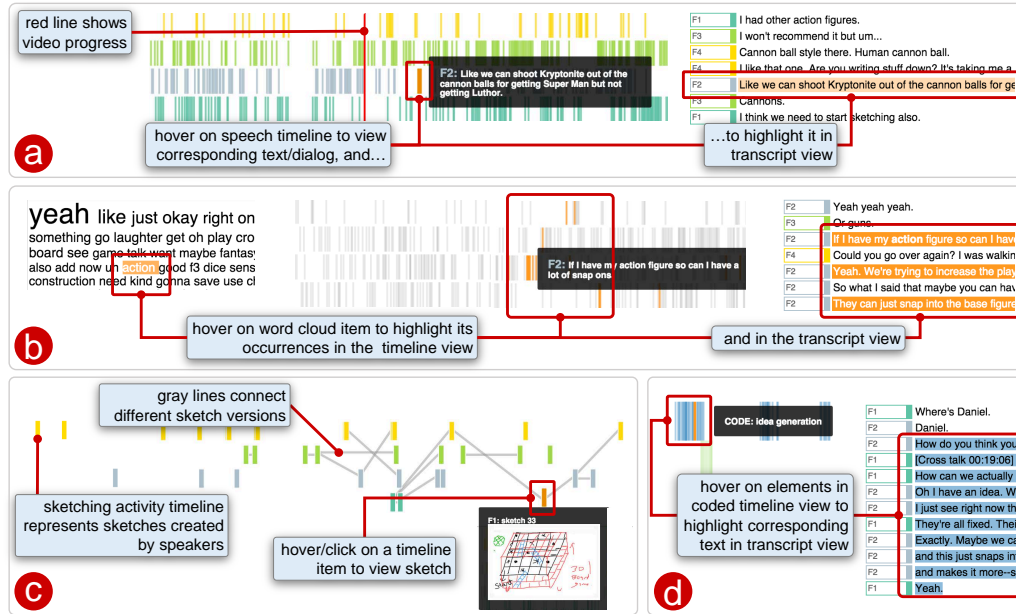 red line shows
video progress
F2: Like we can shoot Kryptonite out of the
cannon balls for getting Super Man but not
getting Luthor.
hover on speech timeline to view
corresponding text/dialog, and…
…to highlight it in
transcript view
F1 I had other action figures.
F3 I won't recommend it but um...
F4 Cannon ball style there. Human cannon ball.
F4 I like that one. Are you writing stuff down? It's taking me a
F2 Like we can shoot Kryptonite out of the cannon balls for ge
F3 Cannons.
F1 I think we need to start sketching also.
a
yeah like just okay right on
something go laughter get oh play cro
board see game talk want maybe fantasy
also add now uh action good f3 dice sens
construction need kind gonna save use cl
F2: If I have my action figure so can I have a
lot of snap ons
hover on word cloud item to highlight its
occurrences in the timeline view
and in the transcript view
F2 Yeah yeah yeah.
F3 Or guns.
F2 If I have my action figure so can I have
F4 Could you go over again? I was walkin
F2 Yeah. We're trying to increase the play
F2 So what I said that maybe you can hav
F2 They can just snap into the base figure
b
gray lines connect
different sketch versions
sketching activity timeline
represents sketches created
by speakers
hover/click on a timeline
item to view sketch
F1: sketch 33
3D
c
CODE: Idea generation
hover on elements in
coded timeline view to
highlight corresponding
text in transcript view
F1 Where's Daniel.
F2 Daniel.
F2 How do you think you
F1 [Cross talk 00:19:06]
F1 How can we actually
F2 Oh I have an idea. W
F2 I just see right now th
F1 They're all fixed. Thei
F2 Exactly. Maybe we ca
F2 and this just snaps int
F2 and makes it more--s
F1 Yeah.
d